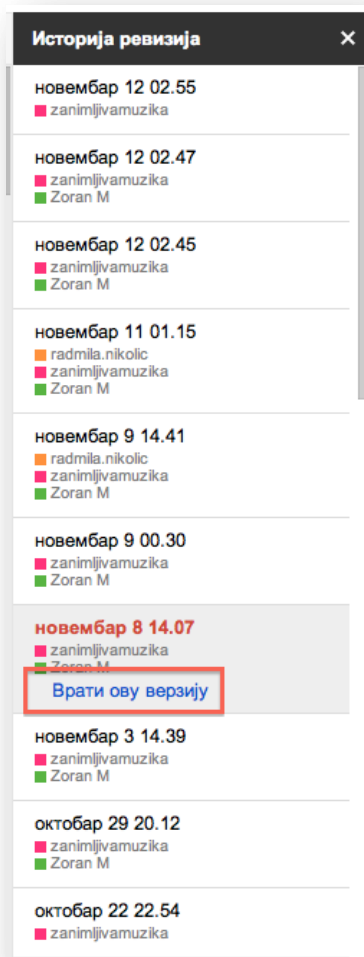 Историја ревизија ×
новембар 12 02.55
zanimljivamuzika
новембар 12 02.47
zanimljivamuzika
Zoran M
новембар 12 02.45
zanimljivamuzika
Zoran M
новембар 11 01.15
radmila.nikolic
zanimljivamuzika
Zoran M
новембар 9 14.41
radmila.nikolic
zanimljivamuzika
Zoran M
новембар 9 00.30
zanimljivamuzika
Zoran M
новембар 8 14.07
zanimljivamuzika
Zoran M
Врати ову верзију
новембар 3 14.39
zanimljivamuzika
Zoran M
октобар 29 20.12
zanimljivamuzika
Zoran M
октобар 22 22.54
zanimljivamuzika